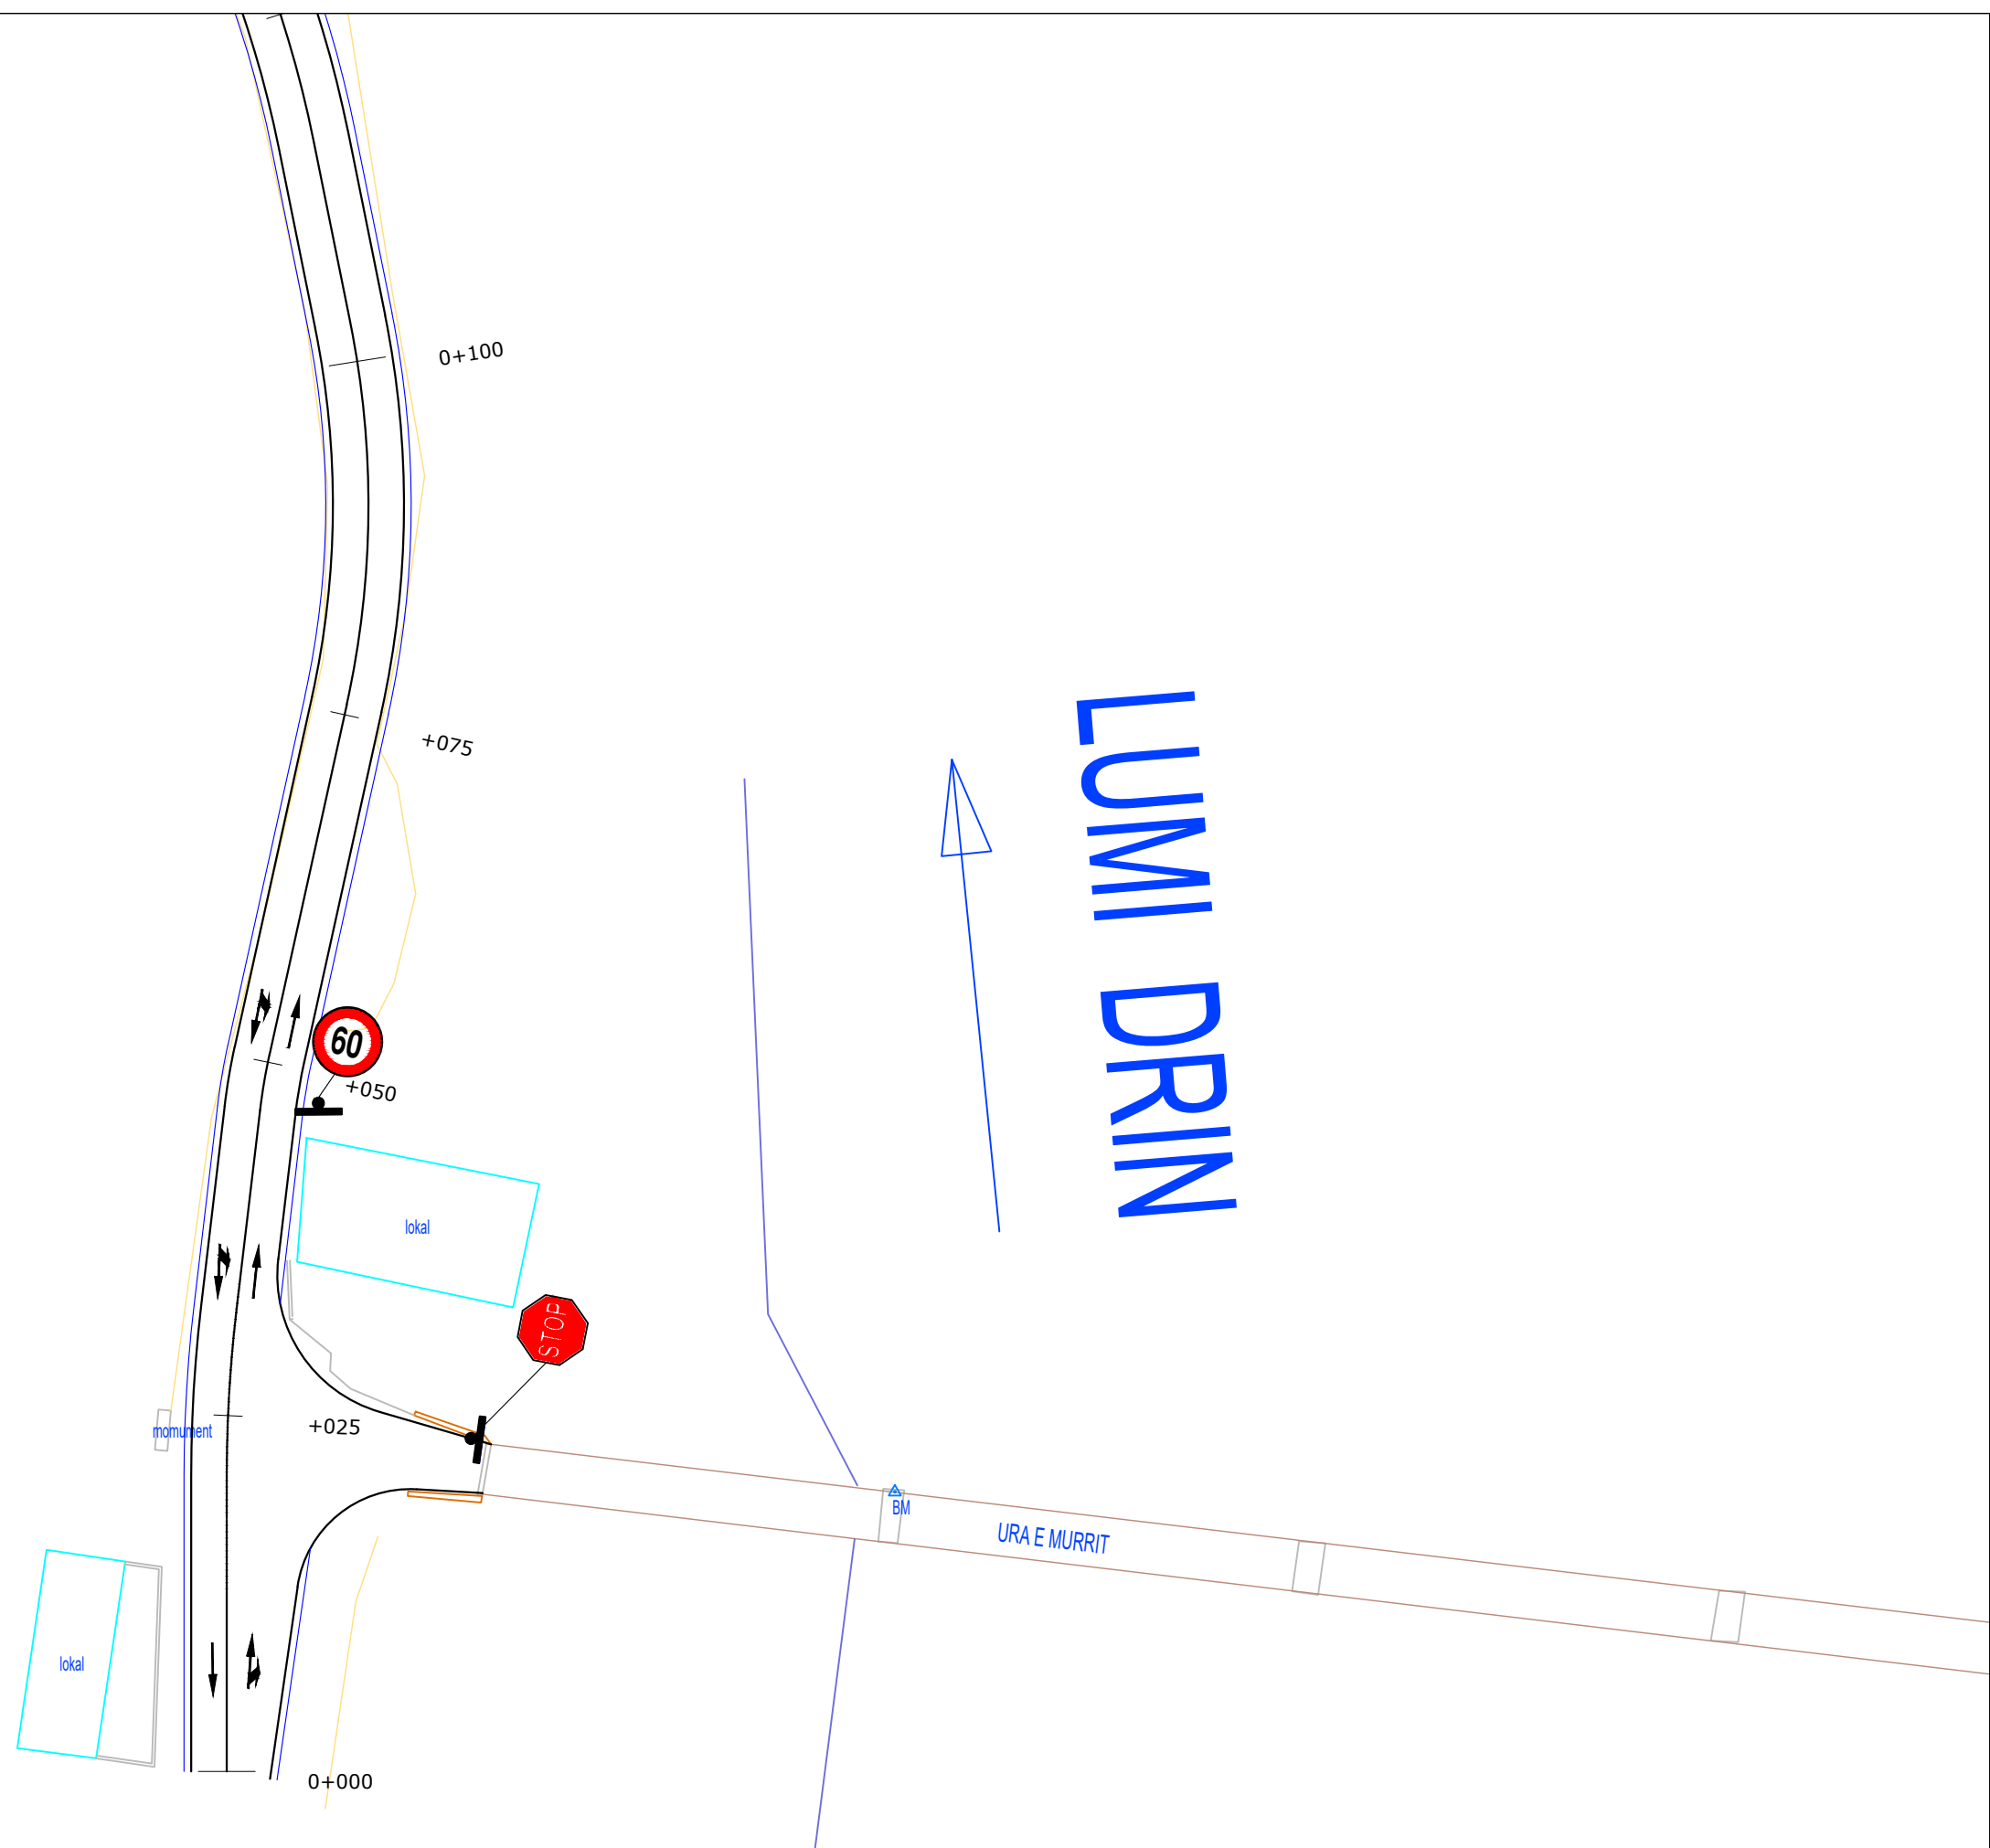 0+100
+075
LUMI DRIN
60
+050
lokal
STOP
+025
momument
BM
URA E MURRIT
lokal
0+000